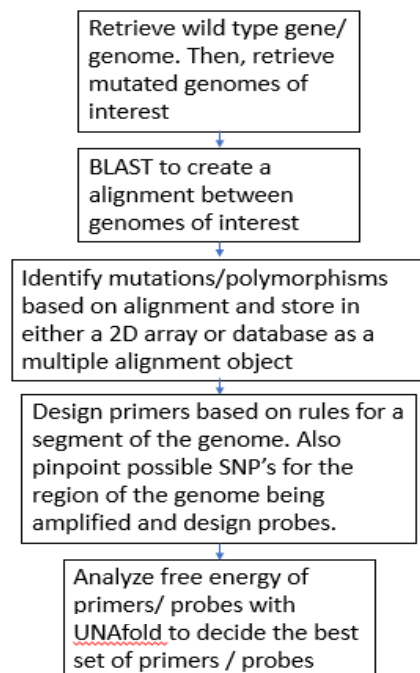 Retrieve wild type gene/
genome. Then, retrieve
mutated genomes of
interest
BLAST to create a
alignment between
genomes of interest
Identify mutations/polymorphisms
based on alignment and store in
either a 2D array or database as a
multiple alignment object
Design primers based on rules for a
segment of the genome. Also
pinpoint possible SNP's for the
region of the genome being
amplified and design probes.
Analyze free energy of
primers/ probes with
UNAfold to decide the best
set of primers / probes